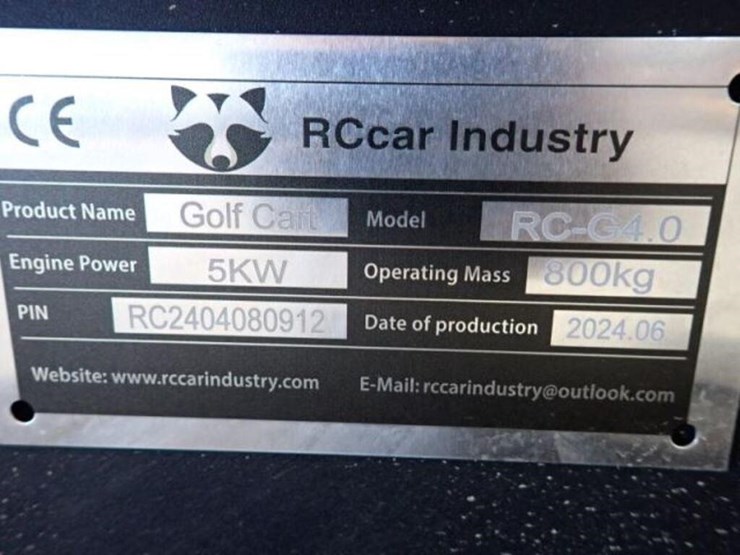 CE RCcar Industry
Product Name Golf Cart Model RC-G4.0
Engine Power 5KW Operating Mass 800kg
PIN RC2404080912 Date of production 2024.06
Website: www.rccarindustry.com E-Mail: rccarindustry@outlook.com